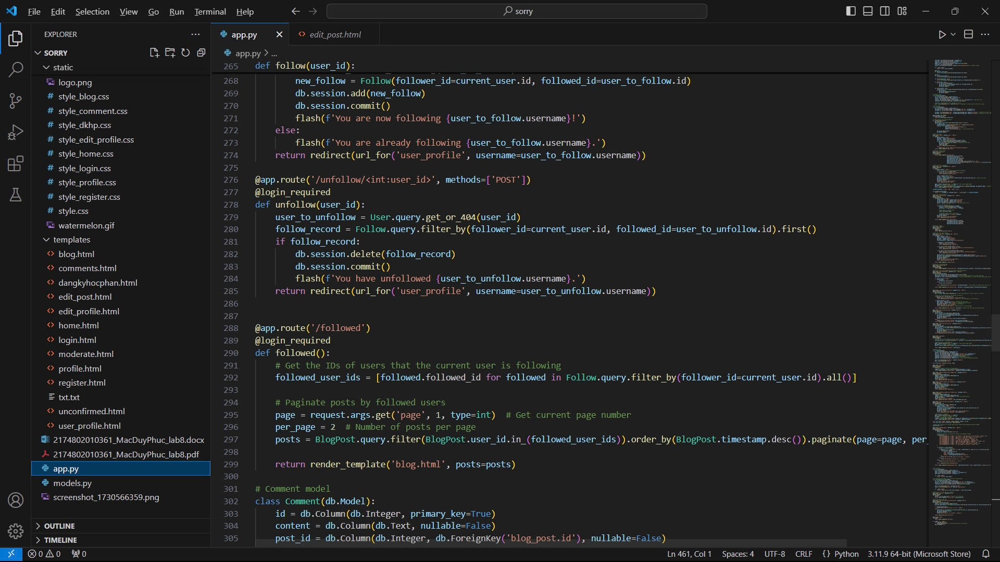 File Edit Selection View Go Run Terminal Help
sorry
EXPLORER
SORRY
static
logo.png
style_blog.css
style_comment.css
style_dkhp.css
style_edit_profile.css
style_home.css
style_login.css
style_profile.css
style_register.css
style.css
watermelon.gif
templates
blog.html
comments.html
dangkyhocphan.html
edit_post.html
edit_profile.html
home.html
login.html
moderate.html
profile.html
register.html
txt.txt
unconfirmed.html
user_profile.html
2174802010361_MacDuyPhuc_lab8.docx
2174802010361_MacDuyPhuc_lab8.pdf
app.py
models.py
screenshot_1730566359.png
OUTLINE
TIMELINE
app.py
edit_post.html
app.py > ...
265 def follow(user_id):
268 new_follow = Follow(follower_id=current_user.id, followed_id=user_to_follow.id)
269 db.session.add(new_follow)
270 db.session.commit()
271 flash(f'You are now following {user_to_follow.username}!')
272 else:
273 flash(f'You are already following {user_to_follow.username}.')
274 return redirect(url_for('user_profile', username=user_to_follow.username))
275
276 @app.route('/unfollow/<int:user_id>', methods=['POST'])
277 @login_required
278 def unfollow(user_id):
279 user_to_unfollow = User.query.get_or_404(user_id)
280 follow_record = Follow.query.filter_by(follower_id=current_user.id, followed_id=user_to_unfollow.id).first()
281 if follow_record:
282 db.session.delete(follow_record)
283 db.session.commit()
284 flash(f'You have unfollowed {user_to_unfollow.username}.')
285 return redirect(url_for('user_profile', username=user_to_unfollow.username))
286
287
288 @app.route('/followed')
289 @login_required
290 def followed():
291 # Get the IDs of users that the current user is following
292 followed_user_ids = [followed.followed_id for followed in Follow.query.filter_by(follower_id=current_user.id).all()]
293
294 # Paginate posts by followed users
295 page = request.args.get('page', 1, type=int) # Get current page number
296 per_page = 2 # Number of posts per page
297 posts = BlogPost.query.filter(BlogPost.user_id.in_(followed_user_ids)).order_by(BlogPost.timestamp.desc()).paginate(page=page, per_
298
299 return render_template('blog.html', posts=posts)
300
301 # Comment model
302 class Comment(db.Model):
303 id = db.Column(db.Integer, primary_key=True)
304 content = db.Column(db.Text, nullable=False)
305 post_id = db.Column(db.Integer, db.ForeignKey('blog_post.id'), nullable=False)
0 0 0
Ln 461, Col 1 Spaces: 4 UTF-8 CRLF {} Python 3.11.9 64-bit (Microsoft Store)